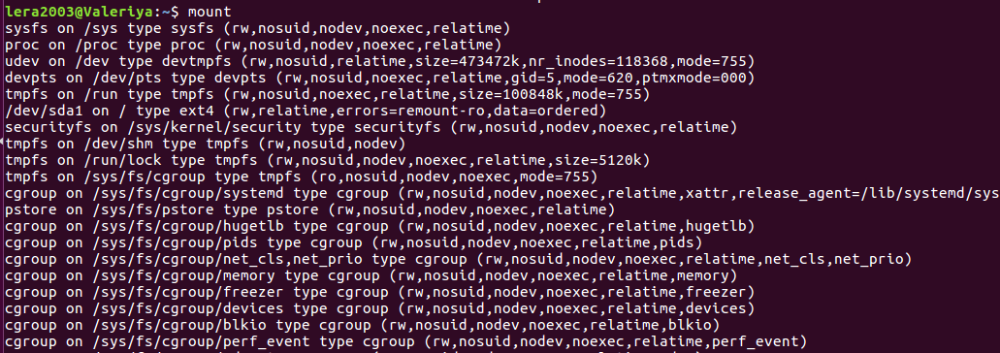 lera2003@Valeriya:~$ mount
sysfs on /sys type sysfs (rw,nosuid,nodev,noexec,relatime)
proc on /proc type proc (rw,nosuid,nodev,noexec,relatime)
udev on /dev type devtmpfs (rw,nosuid,relatime,size=473472k,nr_inodes=118368,mode=755)
devpts on /dev/pts type devpts (rw,nosuid,noexec,relatime,gid=5,mode=620,ptmxmode=000)
tmpfs on /run type tmpfs (rw,nosuid,noexec,relatime,size=100848k,mode=755)
/dev/sda1 on / type ext4 (rw,relatime,errors=remount-ro,data=ordered)
securityfs on /sys/kernel/security type securityfs (rw,nosuid,nodev,noexec,relatime)
tmpfs on /dev/shm type tmpfs (rw,nosuid,nodev)
tmpfs on /run/lock type tmpfs (rw,nosuid,nodev,noexec,relatime,size=5120k)
tmpfs on /sys/fs/cgroup type tmpfs (ro,nosuid,nodev,noexec,mode=755)
cgroup on /sys/fs/cgroup/systemd type cgroup (rw,nosuid,nodev,noexec,relatime,xattr,release_agent=/lib/systemd/sys
pstore on /sys/fs/pstore type pstore (rw,nosuid,nodev,noexec,relatime)
cgroup on /sys/fs/cgroup/hugetlb type cgroup (rw,nosuid,nodev,noexec,relatime,hugetlb)
cgroup on /sys/fs/cgroup/pids type cgroup (rw,nosuid,nodev,noexec,relatime,pids)
cgroup on /sys/fs/cgroup/net_cls,net_prio type cgroup (rw,nosuid,nodev,noexec,relatime,net_cls,net_prio)
cgroup on /sys/fs/cgroup/memory type cgroup (rw,nosuid,nodev,noexec,relatime,memory)
cgroup on /sys/fs/cgroup/freezer type cgroup (rw,nosuid,nodev,noexec,relatime,freezer)
cgroup on /sys/fs/cgroup/devices type cgroup (rw,nosuid,nodev,noexec,relatime,devices)
cgroup on /sys/fs/cgroup/blkio type cgroup (rw,nosuid,nodev,noexec,relatime,blkio)
cgroup on /sys/fs/cgroup/perf_event type cgroup (rw,nosuid,nodev,noexec,relatime,perf_event)